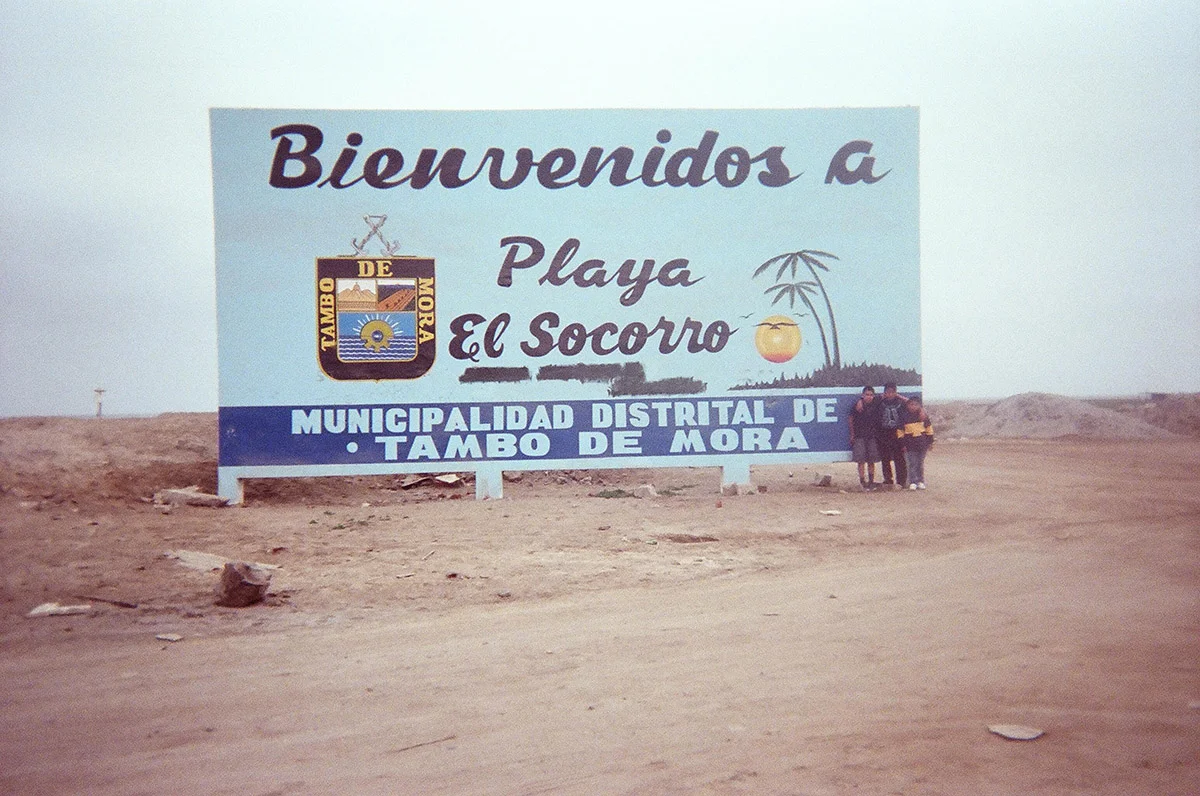 Bienvenidos a
Playa
El Socorro
TAMBO DE MORA
MUNICIPALIDAD DISTRITAL DE
· TAMBO DE MORA